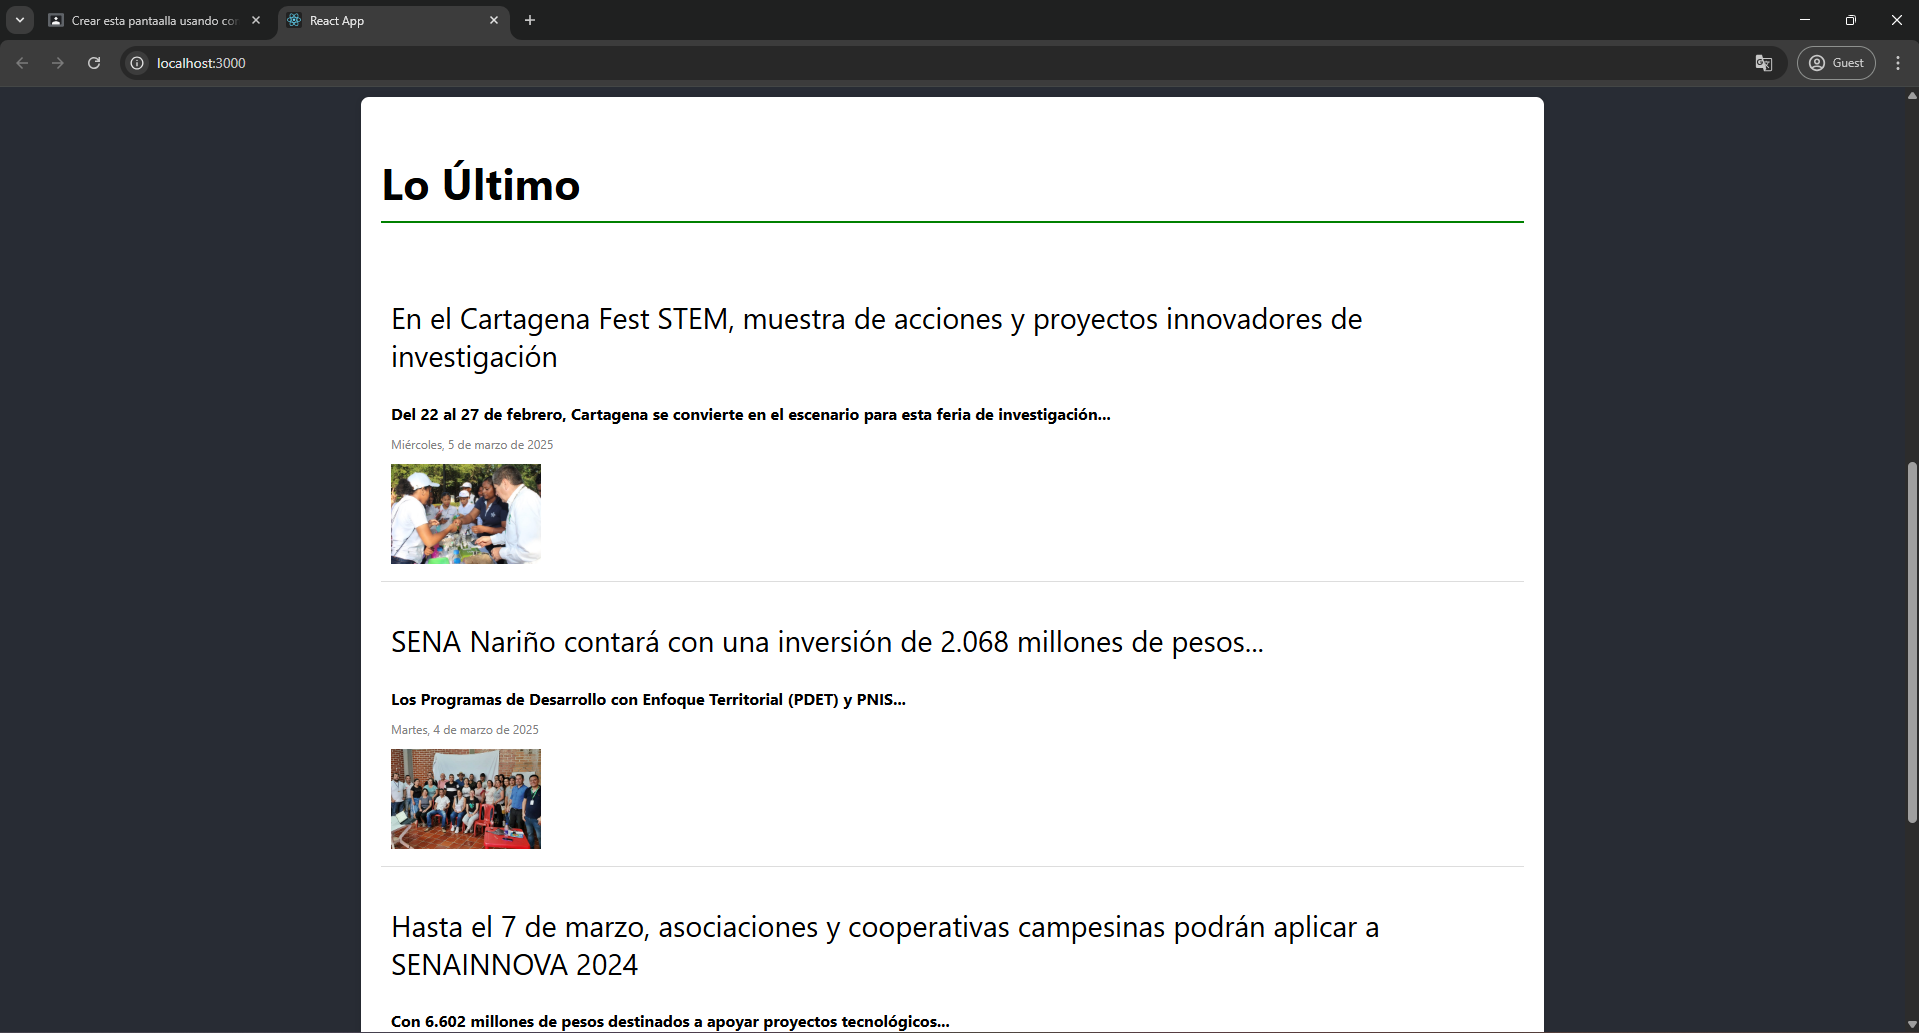 Crear esta pantaalla usando cor
React App
localhost:3000
Guest
Lo Último
En el Cartagena Fest STEM, muestra de acciones y proyectos innovadores de
investigación
Del 22 al 27 de febrero, Cartagena se convierte en el escenario para esta feria de investigación...
Miércoles, 5 de marzo de 2025
SENA Nariño contará con una inversión de 2.068 millones de pesos...
Los Programas de Desarrollo con Enfoque Territorial (PDET) y PNIS...
Martes, 4 de marzo de 2025
Hasta el 7 de marzo, asociaciones y cooperativas campesinas podrán aplicar a
SENAINNOVA 2024
Con 6.602 millones de pesos destinados a apoyar proyectos tecnológicos...